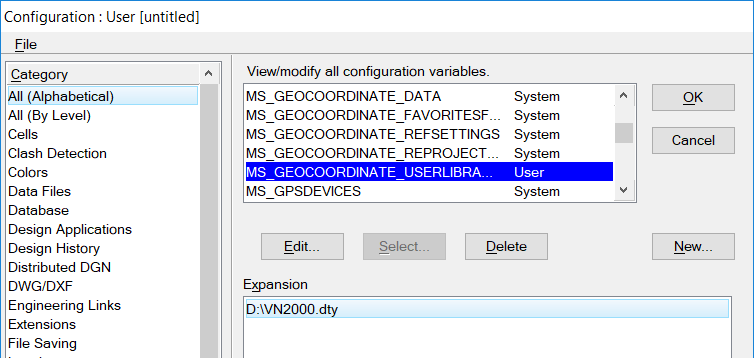 Configuration : User [untitled]
File
Category
All (Alphabetical)
All (By Level)
Cells
Clash Detection
Colors
Data Files
Database
Design Applications
Design History
Distributed DGN
DWG/DXF
Engineering Links
Extensions
File Saving
View/modify all configuration variables.
MS_GEOCOORDINATE_DATA System
MS_GEOCOORDINATE_FAVORITESF... System
MS_GEOCOORDINATE_REFSETTINGS System
MS_GEOCOORDINATE_REPROJECT... System
MS_GEOCOORDINATE_USERLIBRA... User
MS_GPSDEVICES System
OK
Cancel
Edit... Select... Delete New...
Expansion
D:\VN2000.dty